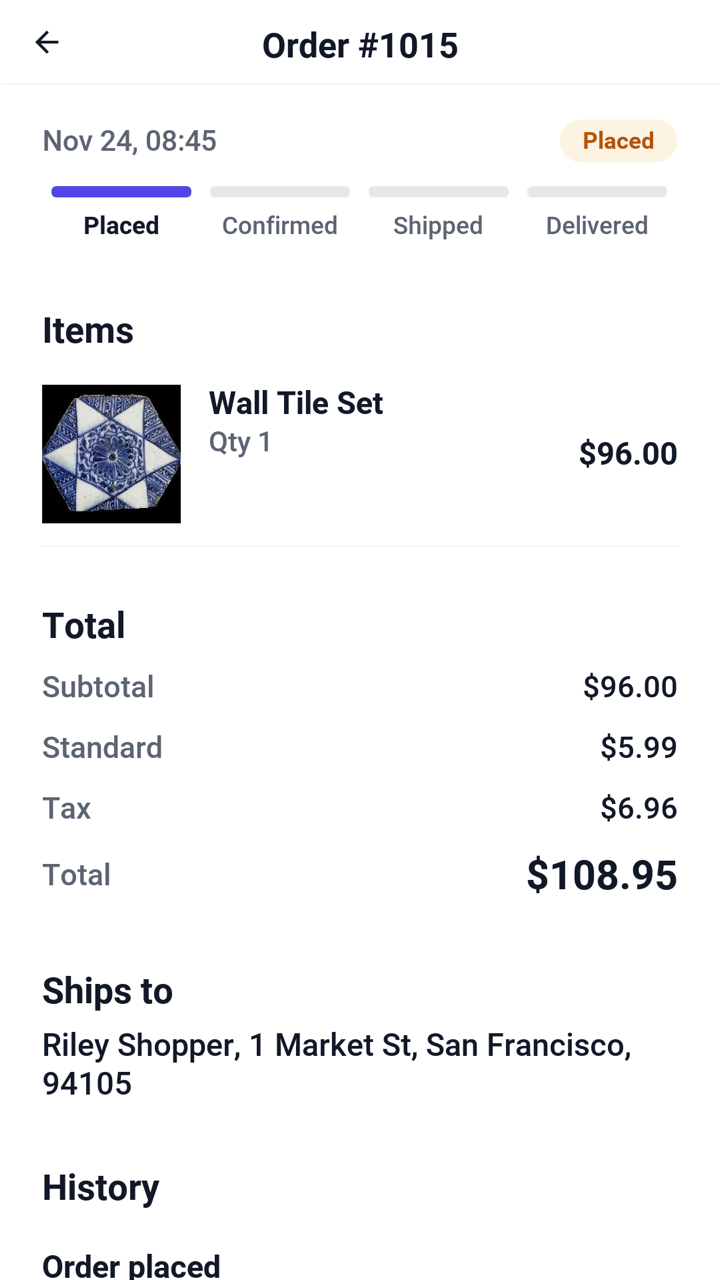 Order #1015
Nov 24, 08:45
Placed
Placed
Confirmed
Shipped
Delivered
Items
Wall Tile Set
Qty 1
$96.00
Total
Subtotal
$96.00
Standard
$5.99
Tax
$6.96
Total
$108.95
Ships to
Riley Shopper, 1 Market St, San Francisco,
94105
History
Order placed